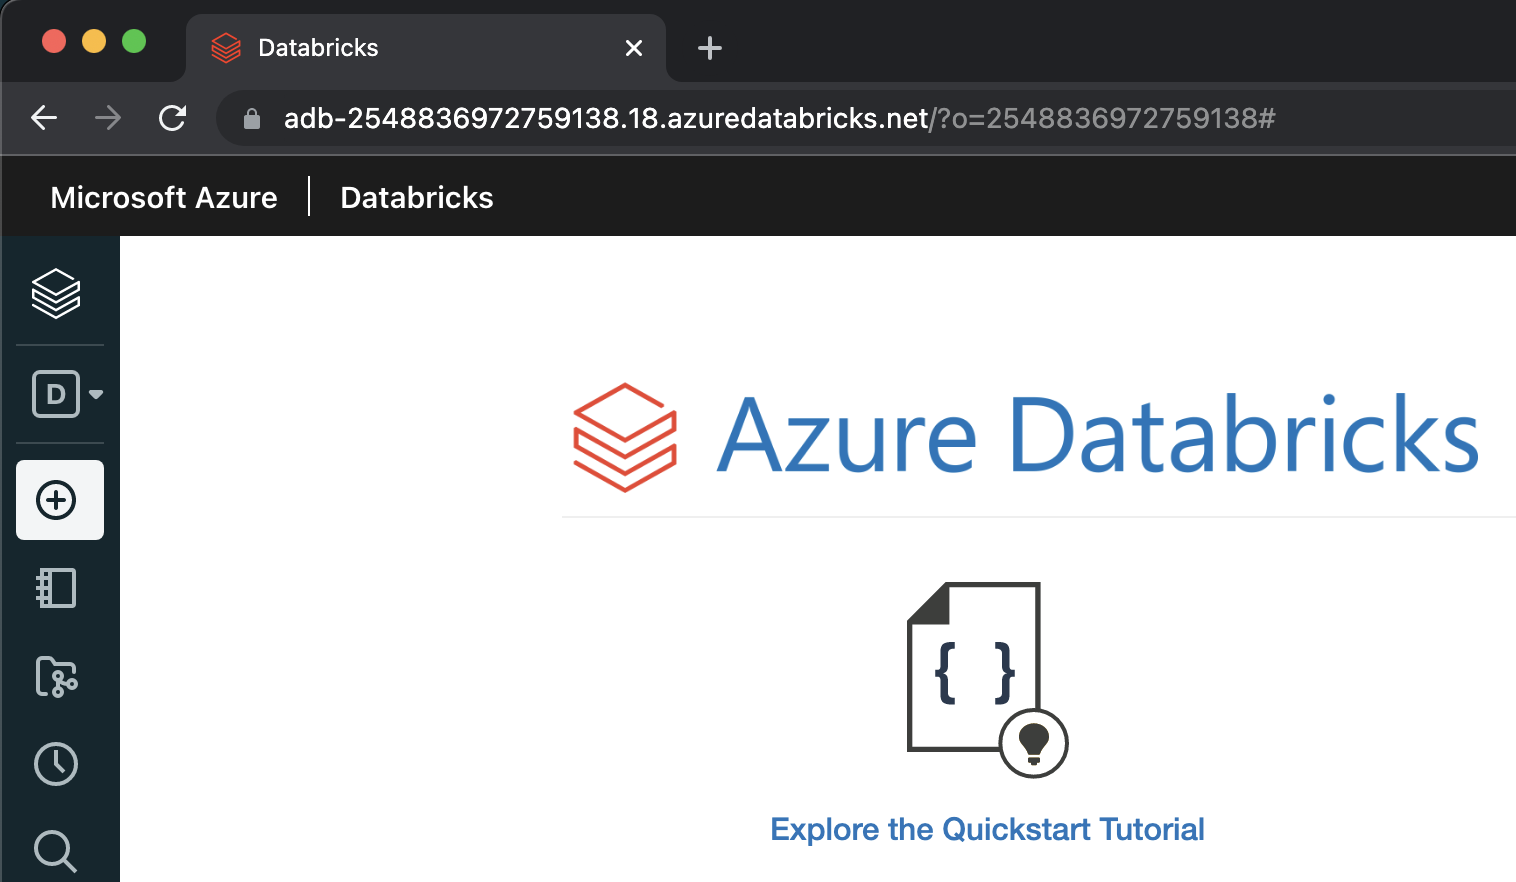 Databricks
adb-2548836972759138.18.azuredatabricks.net/?o=2548836972759138#
Microsoft Azure | Databricks
D
Azure Databricks
{ }
Explore the Quickstart Tutorial